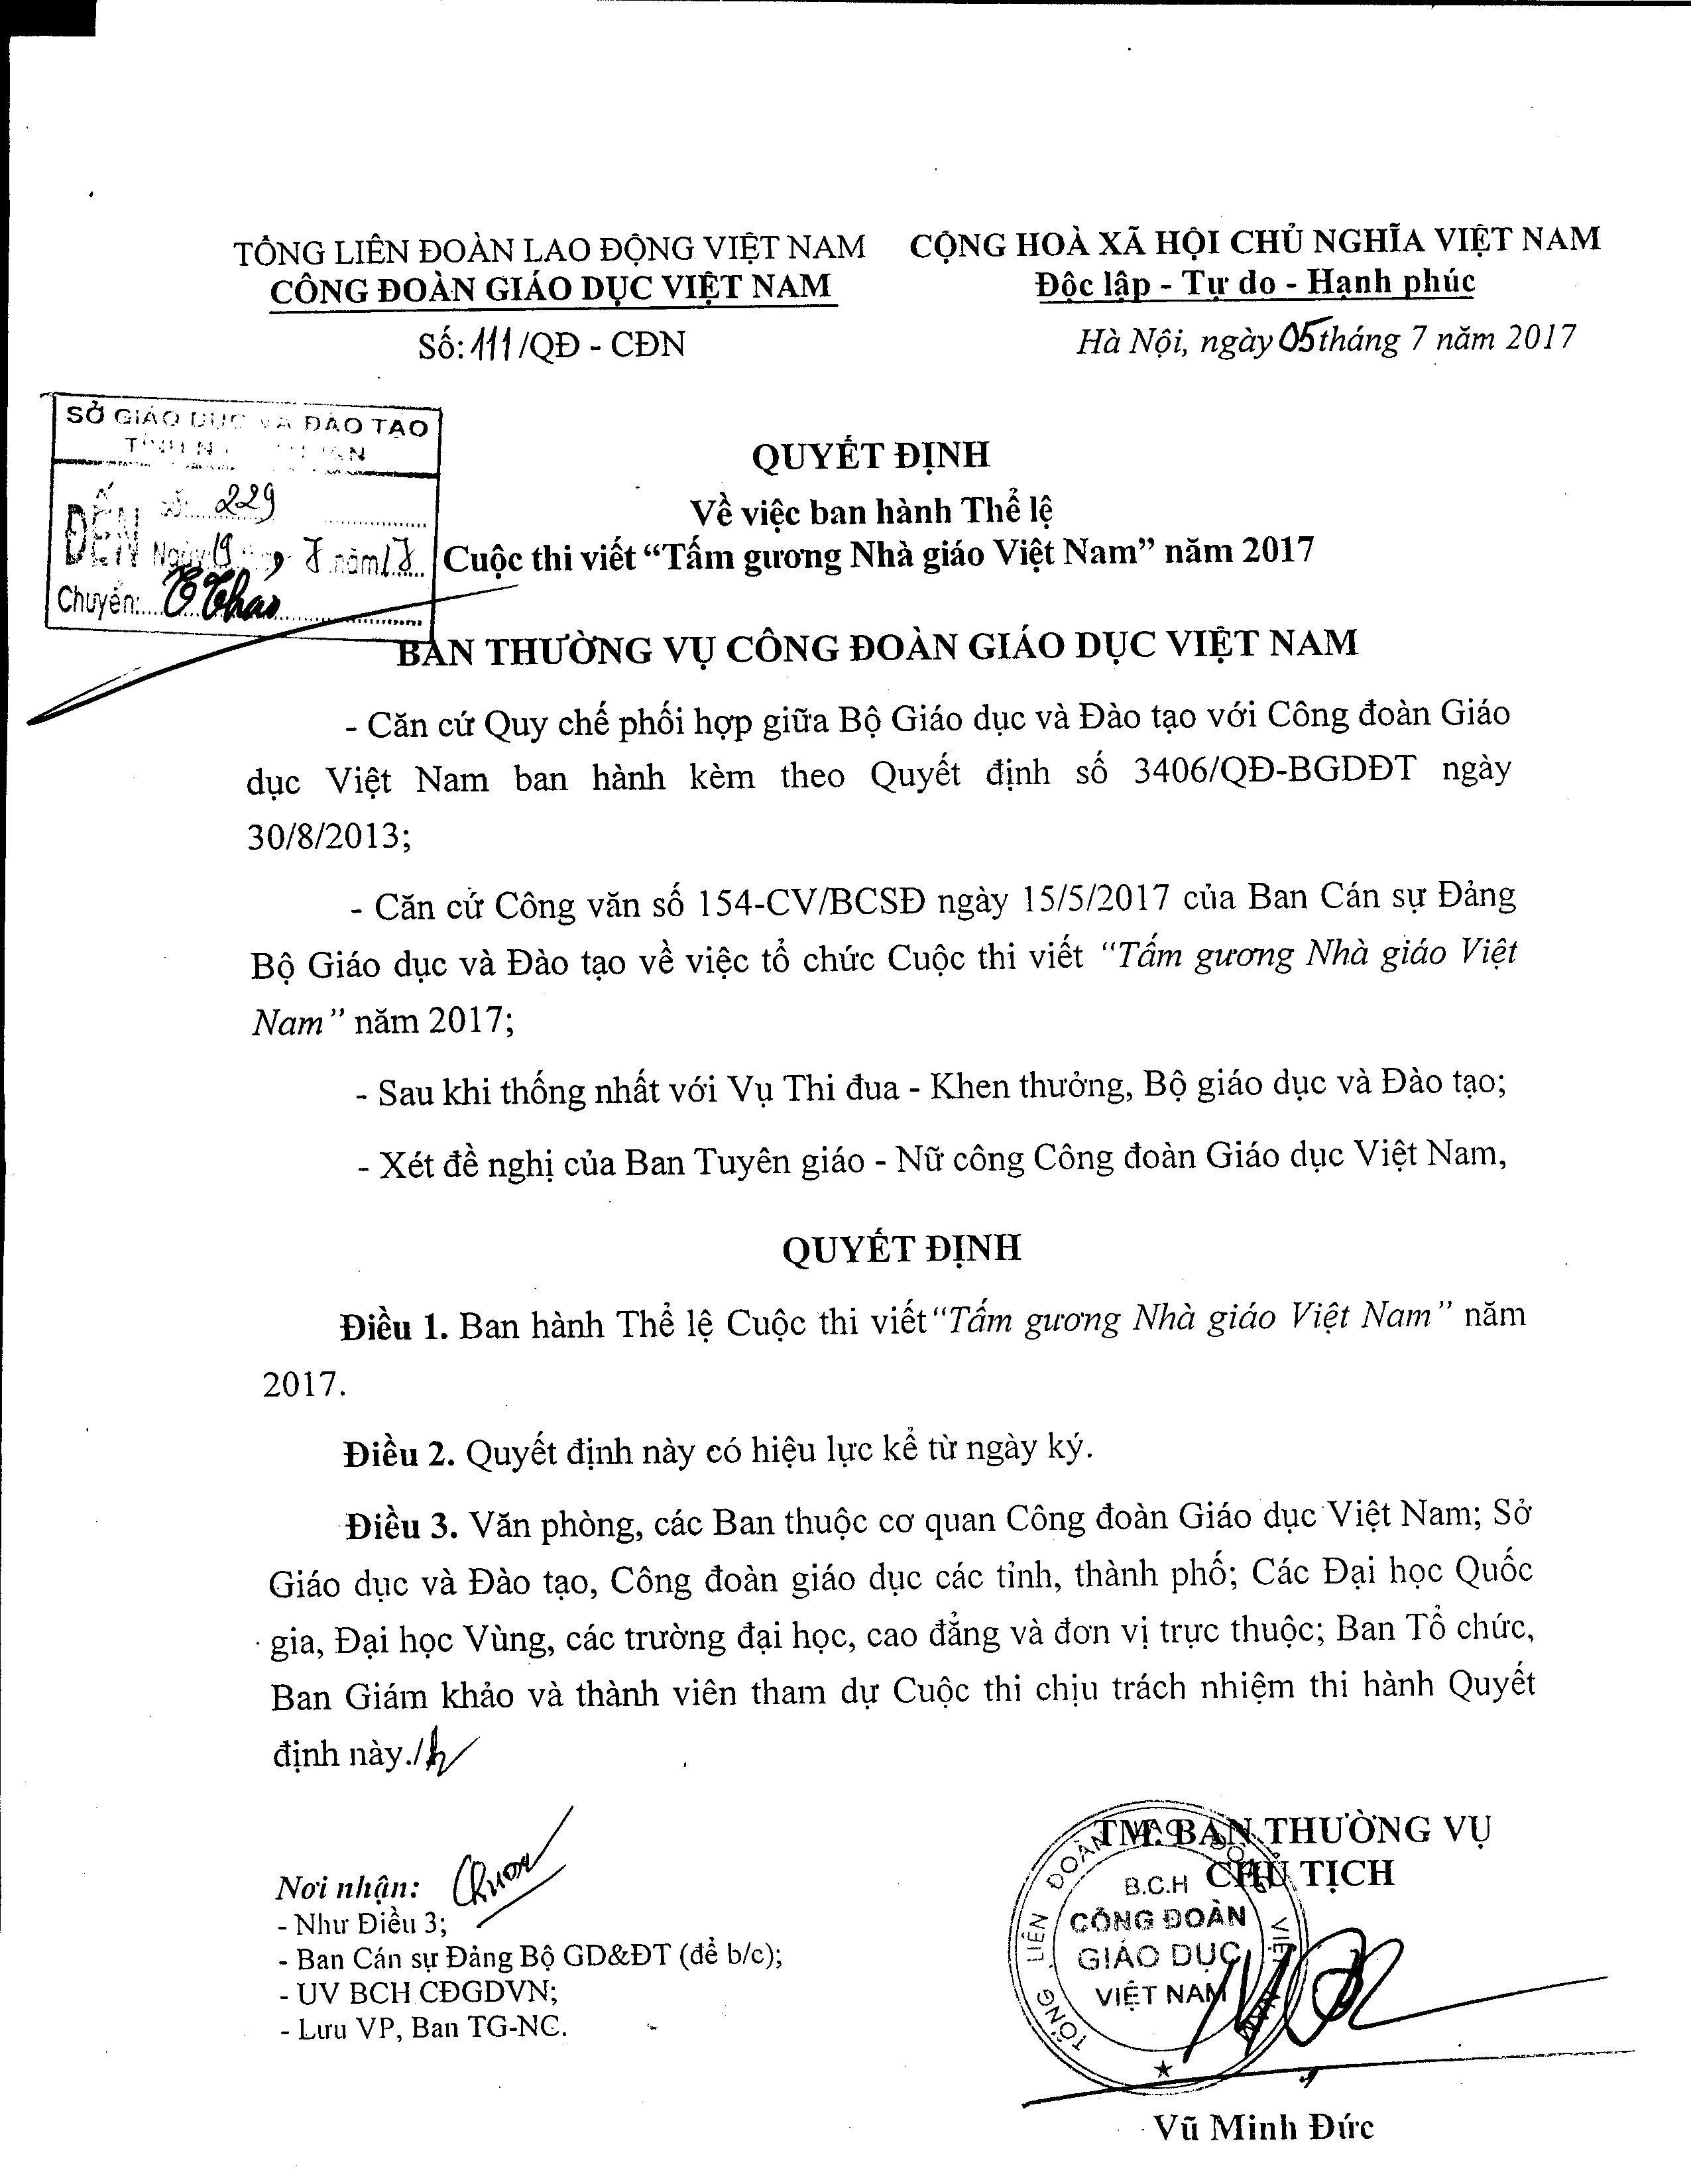 TỔNG LIÊN ĐOÀN LAO ĐỘNG VIỆT NAM
CÔNG ĐOÀN GIÁO DỤC VIỆT NAM
Số: 111/QĐ - CĐN
CỘNG HOÀ XÃ HỘI CHỦ NGHĨA VIỆT NAM
Độc lập - Tự do - Hạnh phúc
Hà Nội, ngày 05 tháng 7 năm 2017
SỞ GIÁO DỤC VÀ ĐÀO TẠO
ĐẾN
Số: 229
Ngày 19 7 năm 17
Chuyển:
QUYẾT ĐỊNH
Về việc ban hành Thể lệ
Cuộc thi viết “Tấm gương Nhà giáo Việt Nam” năm 2017
BAN THƯỜNG VỤ CÔNG ĐOÀN GIÁO DỤC VIỆT NAM
- Căn cứ Quy chế phối hợp giữa Bộ Giáo dục và Đào tạo với Công đoàn Giáo
dục Việt Nam ban hành kèm theo Quyết định số 3406/QĐ-BGDĐT ngày
30/8/2013;
- Căn cứ Công văn số 154-CV/BCSĐ ngày 15/5/2017 của Ban Cán sự Đảng
Bộ Giáo dục và Đào tạo về việc tổ chức Cuộc thi viết “Tấm gương Nhà giáo Việt
Nam” năm 2017;
- Sau khi thống nhất với Vụ Thi đua - Khen thưởng, Bộ giáo dục và Đào tạo;
- Xét đề nghị của Ban Tuyên giáo - Nữ công Công đoàn Giáo dục Việt Nam,
QUYẾT ĐỊNH
Điều 1. Ban hành Thể lệ Cuộc thi viết “Tấm gương Nhà giáo Việt Nam” năm
2017.
Điều 2. Quyết định này có hiệu lực kể từ ngày ký.
Điều 3. Văn phòng, các Ban thuộc cơ quan Công đoàn Giáo dục Việt Nam; Sở
Giáo dục và Đào tạo, Công đoàn giáo dục các tỉnh, thành phố; Các Đại học Quốc
gia, Đại học Vùng, các trường đại học, cao đẳng và đơn vị trực thuộc; Ban Tổ chức,
Ban Giám khảo và thành viên tham dự Cuộc thi chịu trách nhiệm thi hành Quyết
định này./
Nơi nhận:
- Như Điều 3;
- Ban Cán sự Đảng Bộ GD&ĐT (để b/c);
- UV BCH CĐGDVN;
- Lưu VP, Ban TG-NC.
TM. BAN THƯỜNG VỤ
CHỦ TỊCH
TỔNG LIÊN ĐOÀN LAO ĐỘNG VIỆT NAM
B.C.H
CÔNG ĐOÀN
GIÁO DỤC
VIỆT NAM
Vũ Minh Đức